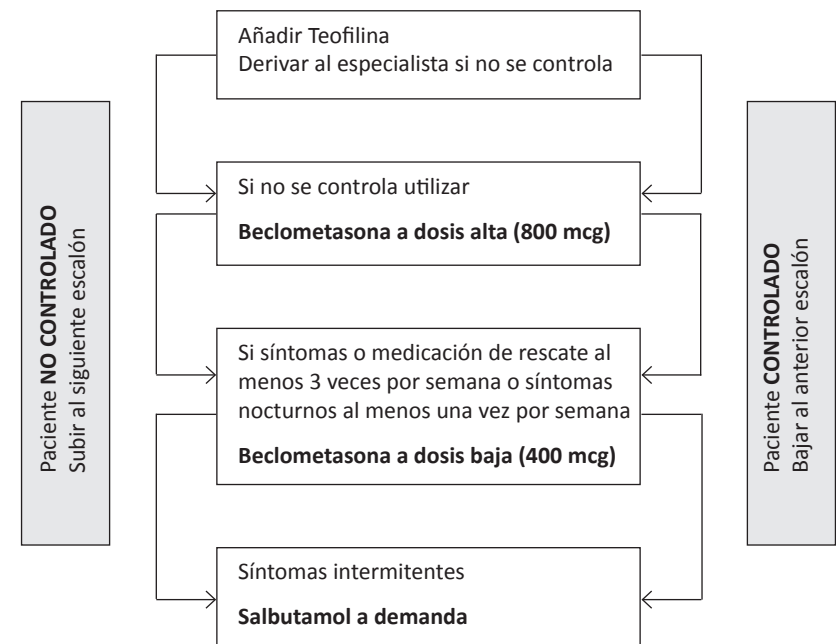 Añadir Teofilina
Derivar al especialista si no se controla
Paciente NO CONTROLADO
Subir al siguiente escalón
Si no se controla utilizar
Beclometasona a dosis alta (800 mcg)
Si síntomas o medicación de rescate al
menos 3 veces por semana o síntomas
nocturnos al menos una vez por semana
Beclometasona a dosis baja (400 mcg)
Síntomas intermitentes
Salbutamol a demanda
Paciente CONTROLADO
Bajar al anterior escalón